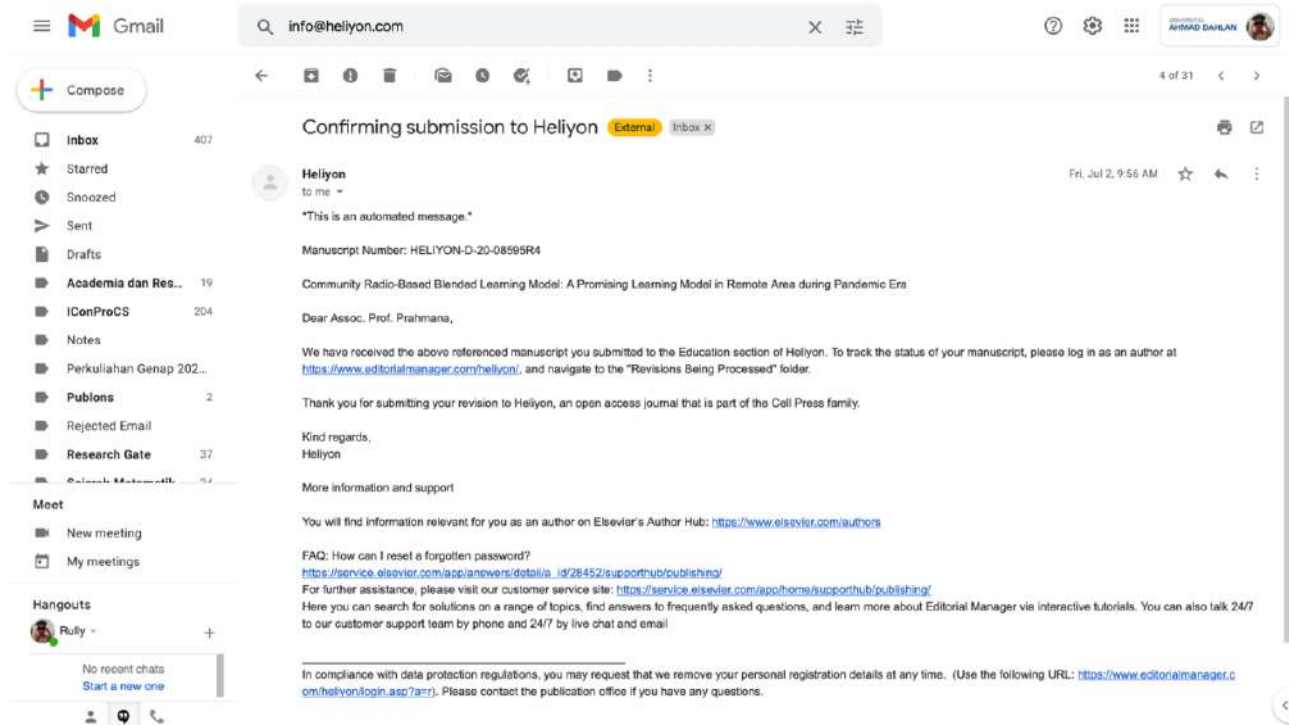 Gmail
info@heliyon.com
UNIVERSITAS
AHMAD DAHLAN
Compose
4 of 31
Inbox 407
Starred
Snoozed
Sent
Drafts
Academia dan Res... 19
IConProCS 204
Notes
Perkuliahan Genap 202...
Publons 2
Rejected Email
Research Gate 37
Sejarah Matematik
Meet
New meeting
My meetings
Hangouts
Rully
No recent chats
Start a new one
Confirming submission to Heliyon External Inbox x
Heliyon Fri, Jul 2, 9:56 AM
to me
*This is an automated message.*
Manuscript Number: HELIYON-D-20-08595R4
Community Radio-Based Blended Learning Model: A Promising Learning Model in Remote Area during Pandemic Era
Dear Assoc. Prof. Prahmana,
We have received the above referenced manuscript you submitted to the Education section of Heliyon. To track the status of your manuscript, please log in as an author at
https://www.editorialmanager.com/heliyon/, and navigate to the "Revisions Being Processed" folder.
Thank you for submitting your revision to Heliyon, an open access journal that is part of the Cell Press family.
Kind regards,
Heliyon
More information and support
You will find information relevant for you as an author on Elsevier's Author Hub: https://www.elsevier.com/authors
FAQ: How can I reset a forgotten password?
https://service.elsevier.com/app/answers/detail/a_id/28452/supporthub/publishing/
For further assistance, please visit our customer service site: https://service.elsevier.com/app/home/supporthub/publishing/
Here you can search for solutions on a range of topics, find answers to frequently asked questions, and learn more about Editorial Manager via interactive tutorials. You can also talk 24/7
to our customer support team by phone and 24/7 by live chat and email
In compliance with data protection regulations, you may request that we remove your personal registration details at any time. (Use the following URL: https://www.editorialmanager.c
om/heliyon/login.asp?a=r). Please contact the publication office if you have any questions.